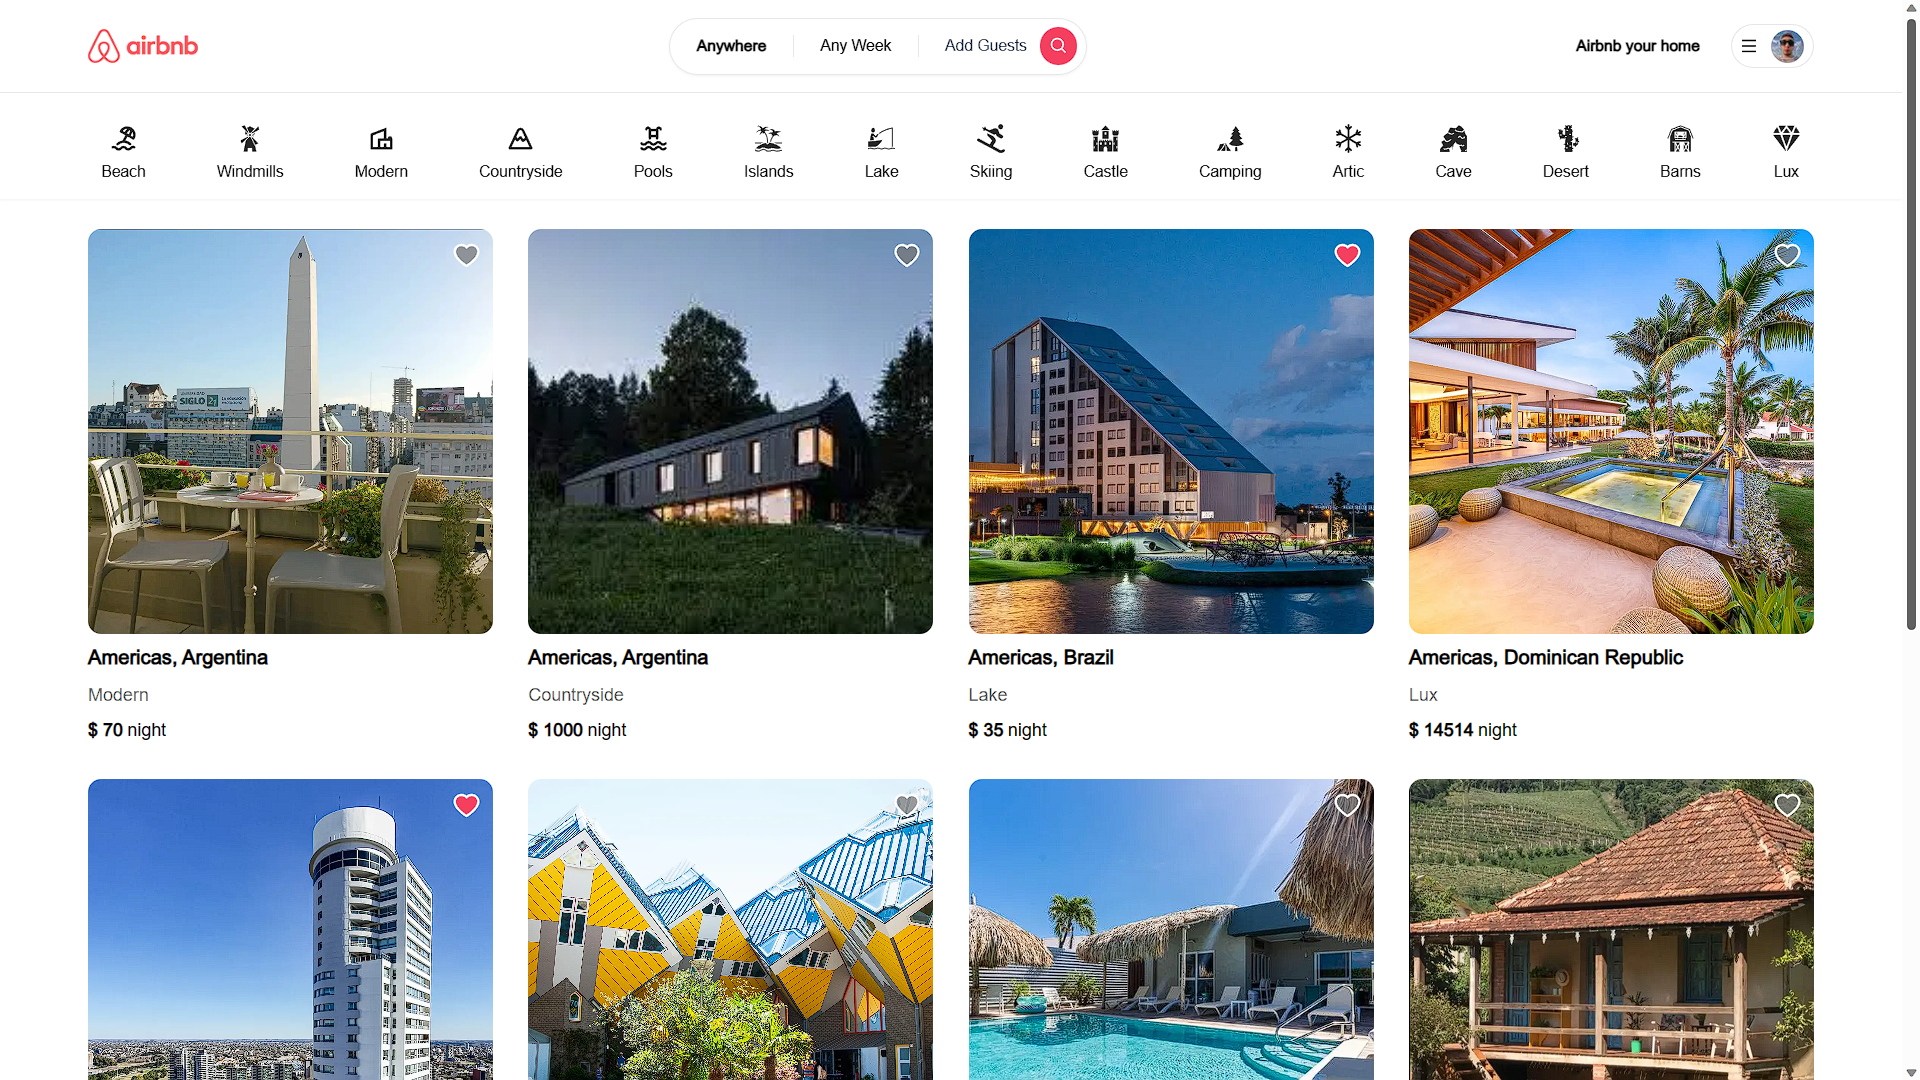 airbnb
Anywhere
Any Week
Add Guests
Airbnb your home
Beach
Windmills
Modern
Countryside
Pools
Islands
Lake
Skiing
Castle
Camping
Artic
Cave
Desert
Barns
Lux
SIGLO 21
Americas, Argentina
Modern
$ 70 night
Americas, Argentina
Countryside
$ 1000 night
Americas, Brazil
Lake
$ 35 night
Americas, Dominican Republic
Lux
$ 14514 night